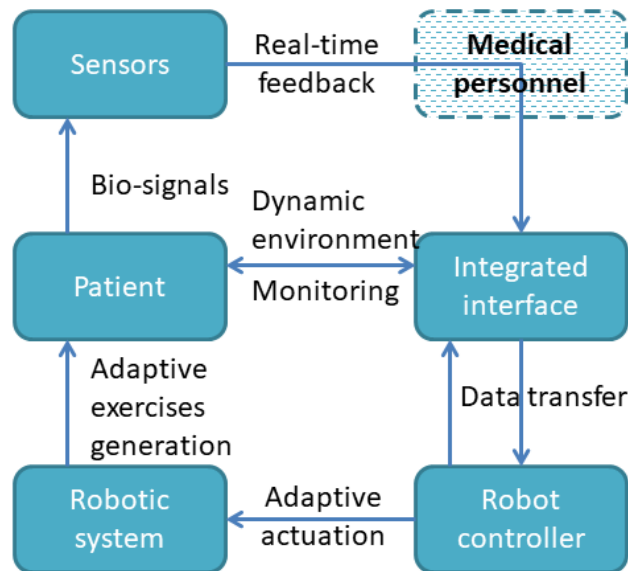 Sensors
Real-time
feedback
Medical
personnel
Bio-signals
Dynamic
environment
Patient
Monitoring
Integrated
interface
Adaptive
exercises
generation
Data transfer
Robotic
system
Adaptive
actuation
Robot
controller